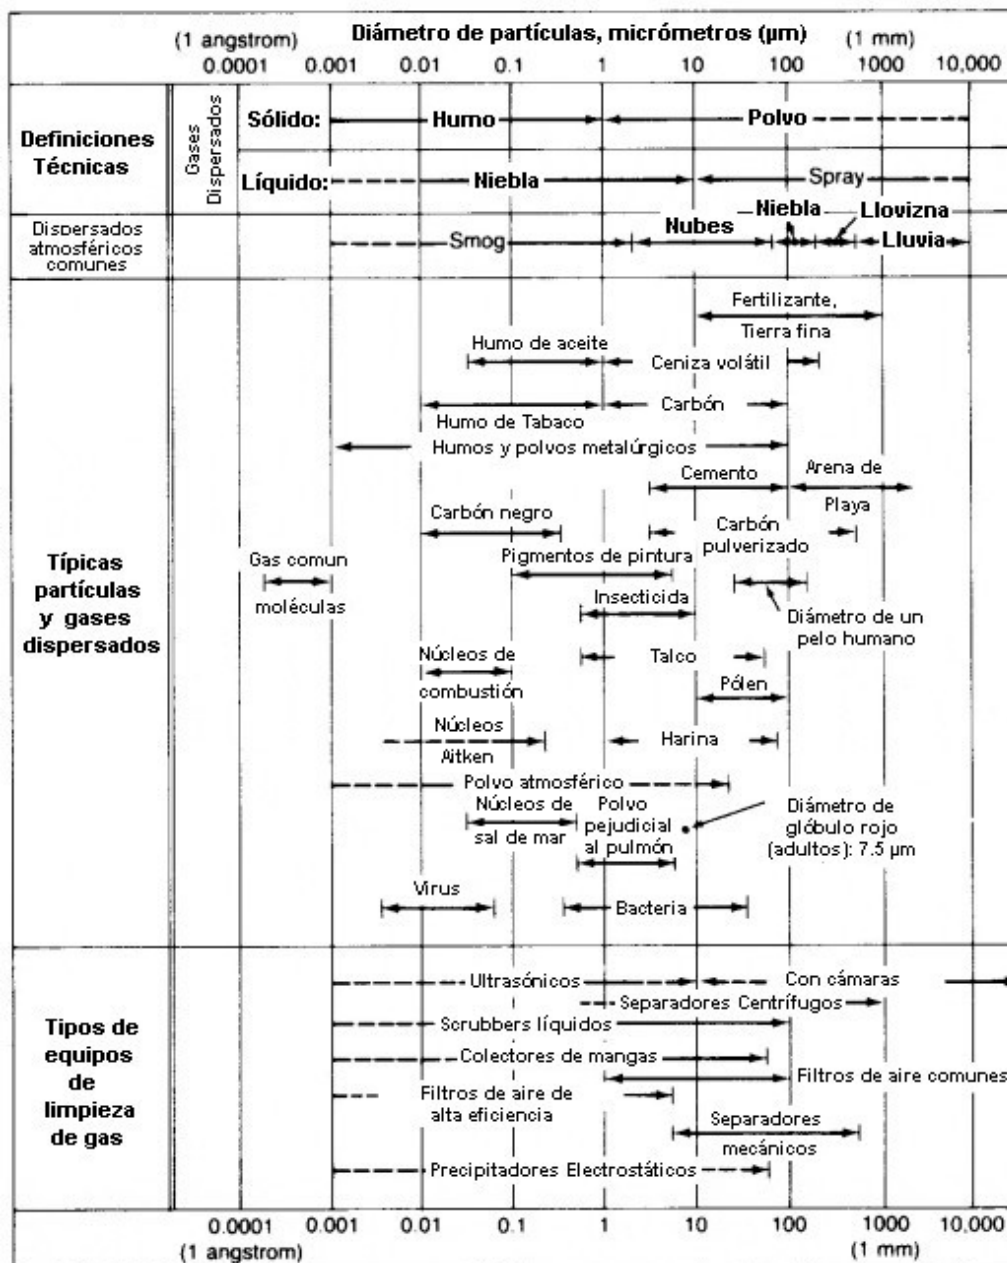 Diámetro de partículas, micrómetros (µm)
(1 angstrom) (1 mm)
0.0001 0.001 0.01 0.1 1 10 100 1000 10,000
Definiciones
Técnicas
Gases
Dispersados
Sólido: Humo Polvo
Líquido: Niebla Spray
Dispersados
atmosféricos
comunes
Smog
Nubes
Niebla
Llovizna
Lluvia
Típicas
partículas
y gases
dispersados
Fertilizante,
Tierra fina
Humo de aceite
Ceniza volátil
Humo de Tabaco
Carbón
Humos y polvos metalúrgicos
Cemento
Arena de
Playa
Carbón negro
Carbón
pulverizado
Gas comun
moléculas
Pigmentos de pintura
Insecticida
Diámetro de un
pelo humano
Núcleos de
combustión
Talco
Pólen
Núcleos
Aitken
Harina
Polvo atmosférico
Núcleos de
sal de mar
Polvo
pejudicial
al pulmón
Diámetro de
glóbulo rojo
(adultos): 7.5 µm
Virus
Bacteria
Tipos de
equipos
de
limpieza
de gas
Ultrasónicos
Con cámaras
Separadores Centrífugos
Scrubbers líquidos
Colectores de mangas
Filtros de aire comunes
Filtros de aire de
alta eficiencia
Separadores
mecánicos
Precipitadores Electrostáticos
0.0001 0.001 0.01 0.1 1 10 100 1000 10,000
(1 angstrom) (1 mm)